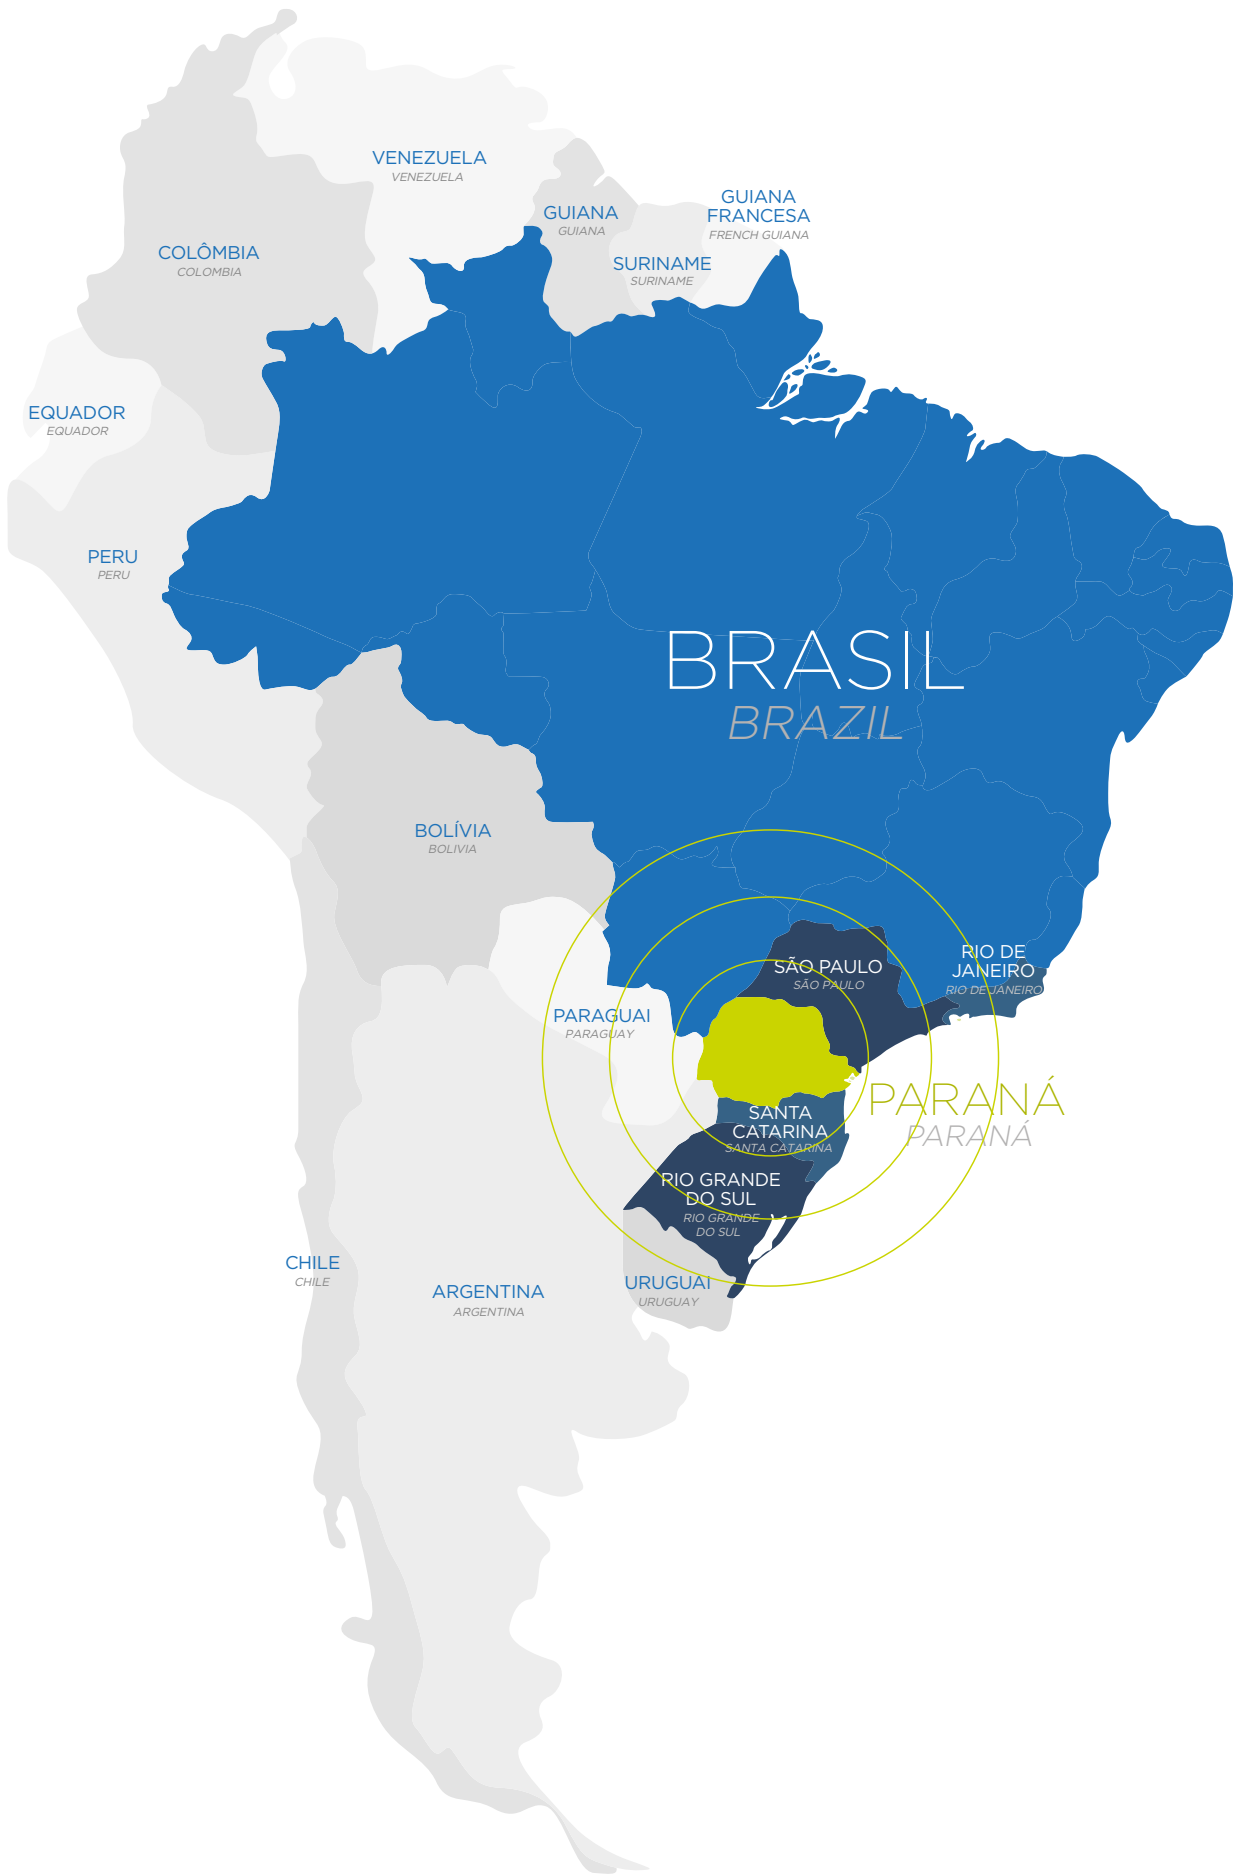 VENEZUELA
VENEZUELA
GUIANA
FRANCESA
FRENCH GUIANA
GUIANA
GUIANA
COLÔMBIA
COLOMBIA
SURINAME
SURINAME
EQUADOR
EQUADOR
PERU
PERU
BRASIL
BRAZIL
BOLÍVIA
BOLIVIA
SÃO PAULO
SÃO PAULO
RIO DE
JANEIRO
RIO DE JANEIRO
PARAGUAI
PARAGUAY
PARANÁ
PARANÁ
SANTA
CATARINA
SANTA CATARINA
RIO GRANDE
DO SUL
RIO GRANDE
DO SUL
CHILE
CHILE
ARGENTINA
ARGENTINA
URUGUAI
URUGUAY